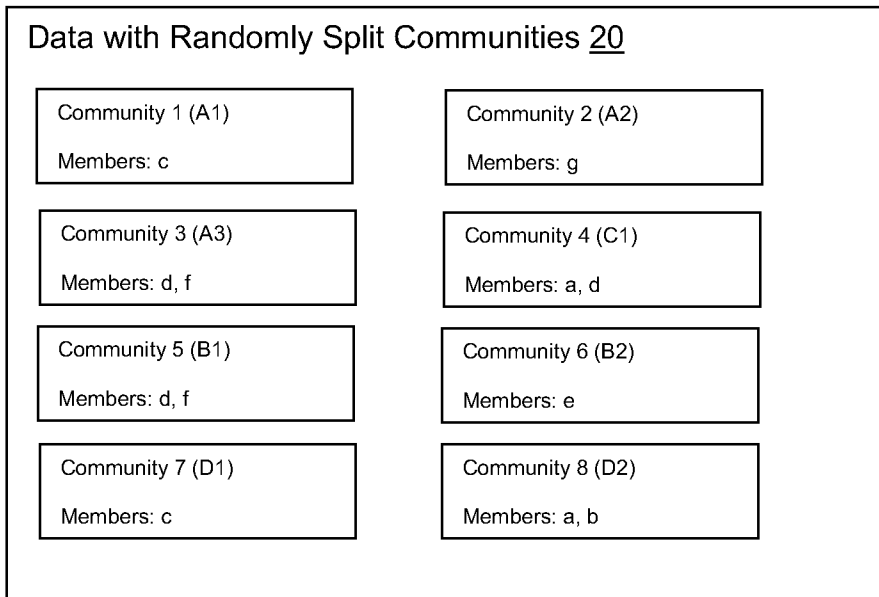 Data with Randomly Split Communities 20
Community 1 (A1)
Members: c
Community 2 (A2)
Members: g
Community 3 (A3)
Members: d, f
Community 4 (C1)
Members: a, d
Community 5 (B1)
Members: d, f
Community 6 (B2)
Members: e
Community 7 (D1)
Members: c
Community 8 (D2)
Members: a, b